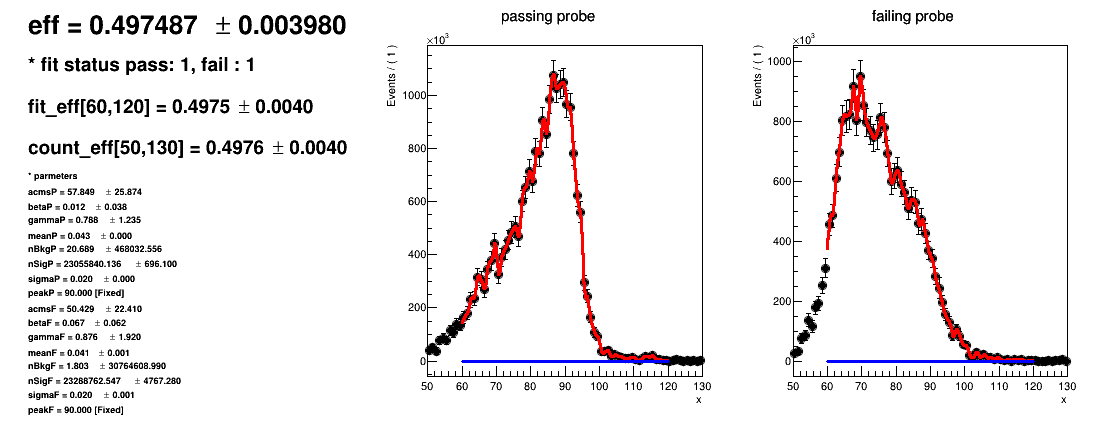 eff = 0.497487 ± 0.003980
* fit status pass: 1, fail : 1
fit_eff[60,120] = 0.4975 ± 0.0040
count_eff[50,130] = 0.4976 ± 0.0040
* parmeters
acmsP = 57.849 ± 25.874
betaP = 0.012 ± 0.038
gammaP = 0.788 ± 1.235
meanP = 0.043 ± 0.000
nBkgP = 20.689 ± 468032.556
nSigP = 23055840.136 ± 696.100
sigmaP = 0.020 ± 0.000
peakP = 90.000 [Fixed]
acmsF = 50.429 ± 22.410
betaF = 0.067 ± 0.062
gammaF = 0.876 ± 1.920
meanF = 0.041 ± 0.001
nBkgF = 1.803 ± 30764608.990
nSigF = 23288762.547 ± 4767.280
sigmaF = 0.020 ± 0.001
peakF = 90.000 [Fixed]
passing probe
×10³
Events / ( 1 )
1000
800
600
400
200
0
50 60 70 80 90 100 110 120 130
x
failing probe
×10³
Events / ( 1 )
1000
800
600
400
200
0
50 60 70 80 90 100 110 120 130
x